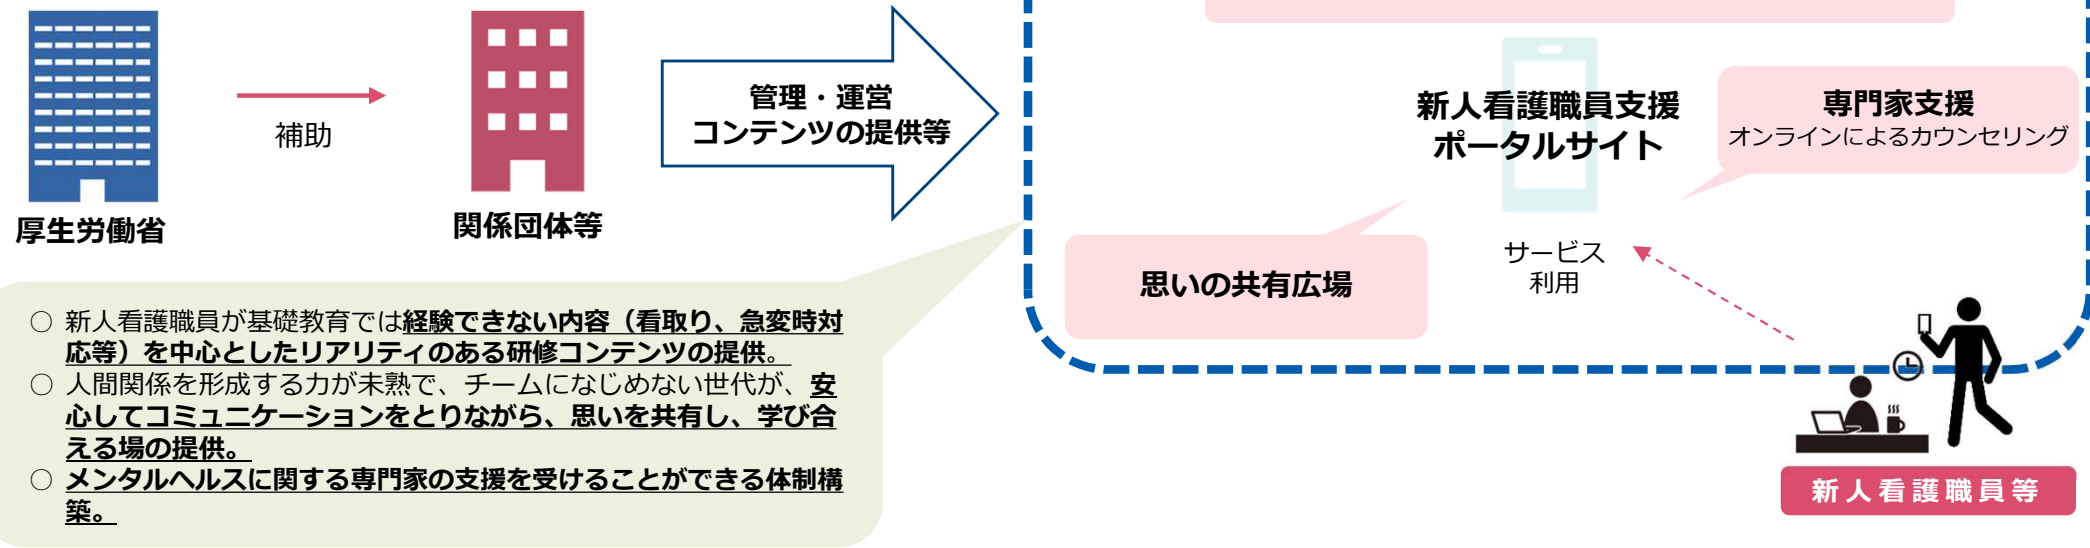 厚生労働省
補助
関係団体等
管理・運営
コンテンツの提供等
新人看護職員支援
ポータルサイト
専門家支援
オンラインによるカウンセリング
思いの共有広場
サービス
利用
新人看護職員等
○ 新人看護職員が基礎教育では経験できない内容（看取り、急変時対
応等）を中心としたリアリティのある研修コンテンツの提供。
○ 人間関係を形成する力が未熟で、チームになじめない世代が、安
心してコミュニケーションをとりながら、思いを共有し、学び合
える場の提供。
○ メンタルヘルスに関する専門家の支援を受けることができる体制構
築。